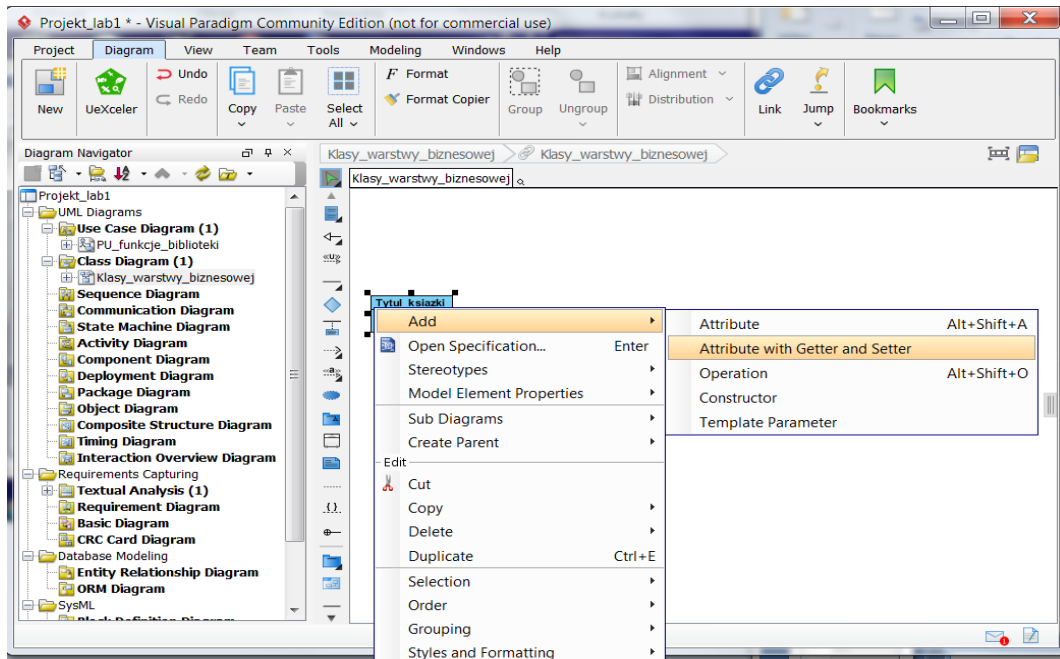 Projekt_lab1 * - Visual Paradigm Community Edition (not for commercial use)
Project Diagram View Team Tools Modeling Windows Help
New
UeXceler
Undo
Redo
Copy
Paste
Select
All
F Format
Format Copier
Group
Ungroup
Alignment
Distribution
Link
Jump
Bookmarks
Diagram Navigator
Klasy_warstwy_biznesowej
Klasy_warstwy_biznesowej
Klasy_warstwy_biznesowej
Projekt_lab1
UML Diagrams
Use Case Diagram (1)
PU_funkcje_biblioteki
Class Diagram (1)
Klasy_warstwy_biznesowej
Sequence Diagram
Communication Diagram
State Machine Diagram
Activity Diagram
Component Diagram
Deployment Diagram
Package Diagram
Object Diagram
Composite Structure Diagram
Timing Diagram
Interaction Overview Diagram
Requirements Capturing
Textual Analysis (1)
Requirement Diagram
Basic Diagram
CRC Card Diagram
Database Modeling
Entity Relationship Diagram
ORM Diagram
SysML
Block Definition Diagram
«U»
«a»
{}
Tytul_ksiazki
Add
Open Specification... Enter
Stereotypes
Model Element Properties
Sub Diagrams
Create Parent
Edit
Cut
Copy
Delete
Duplicate Ctrl+E
Selection
Order
Grouping
Styles and Formatting
Attribute Alt+Shift+A
Attribute with Getter and Setter
Operation Alt+Shift+O
Constructor
Template Parameter